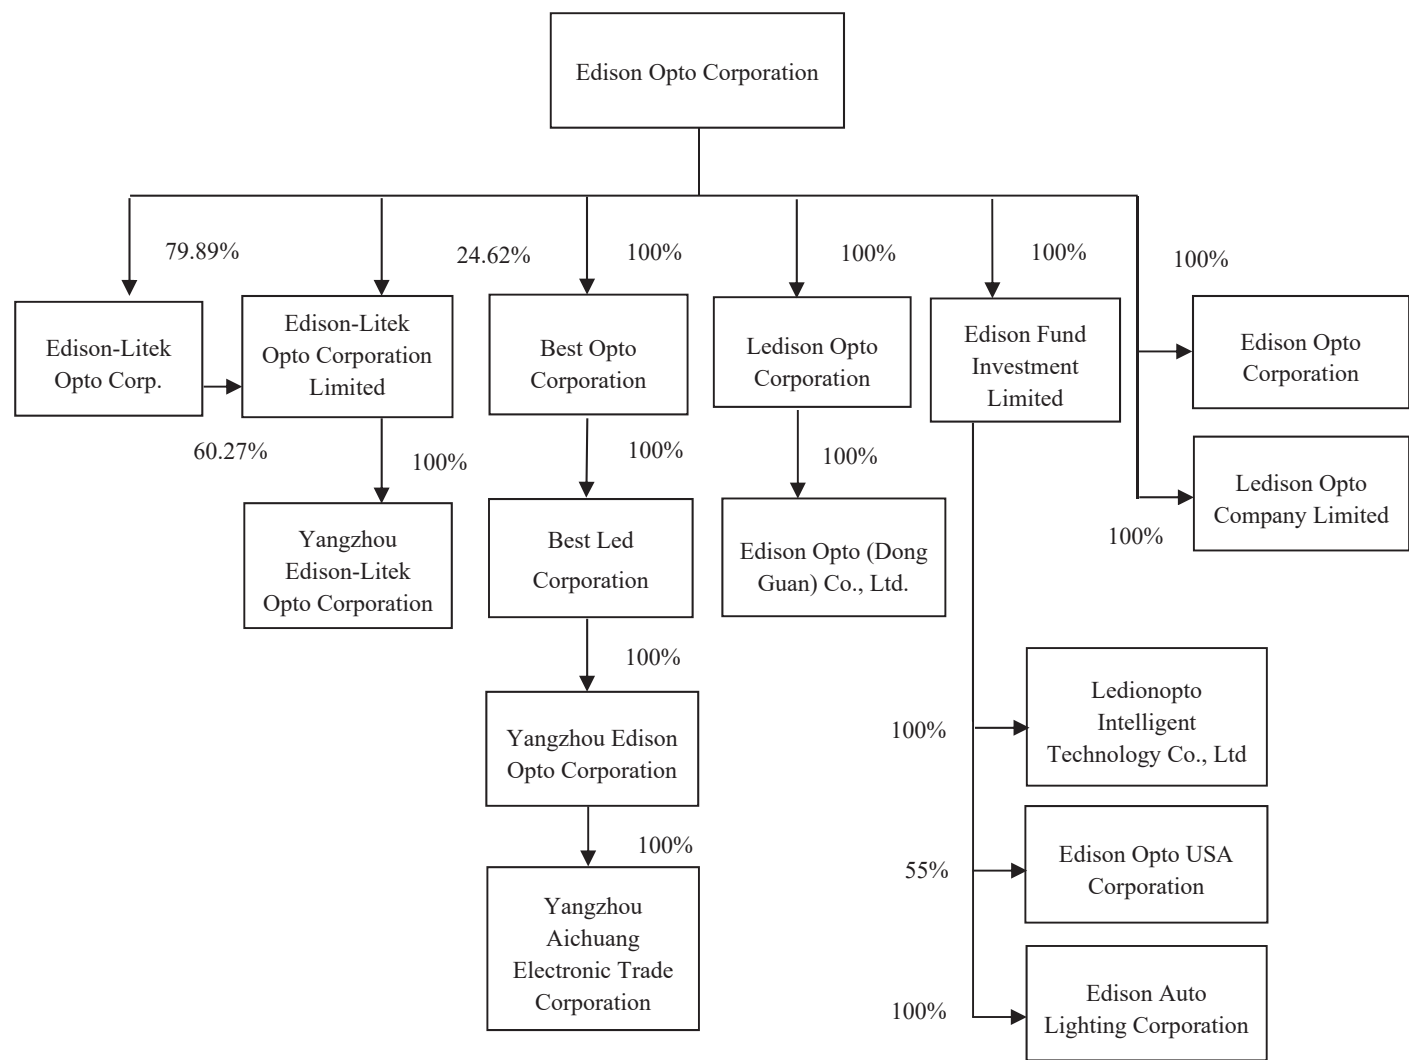 Edison Opto Corporation
79.89%
24.62%
100%
100%
100%
100%
Edison-Litek
Opto Corp.
Edison-Litek
Opto Corporation
Limited
Best Opto
Corporation
Ledison Opto
Corporation
Edison Fund
Investment
Limited
Edison Opto
Corporation
60.27%
100%
100%
100%
Ledison Opto
Company Limited
100%
Yangzhou
Edison-Litek
Opto Corporation
Best Led
Corporation
Edison Opto (Dong
Guan) Co., Ltd.
100%
Yangzhou Edison
Opto Corporation
100%
Ledionopto
Intelligent
Technology Co., Ltd
100%
Yangzhou
Aichuang
Electronic Trade
Corporation
55%
Edison Opto USA
Corporation
100%
Edison Auto
Lighting Corporation